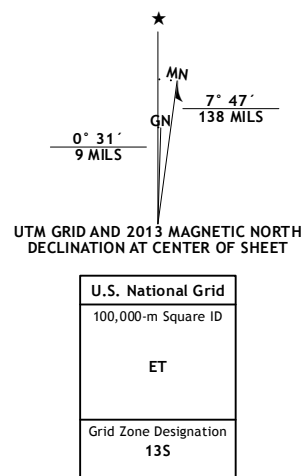 ★
MN
7° 47´
138 MILS
GN
0° 31´
9 MILS
UTM GRID AND 2013 MAGNETIC NORTH
DECLINATION AT CENTER OF SHEET
U.S. National Grid
100,000-m Square ID
ET
Grid Zone Designation
13S